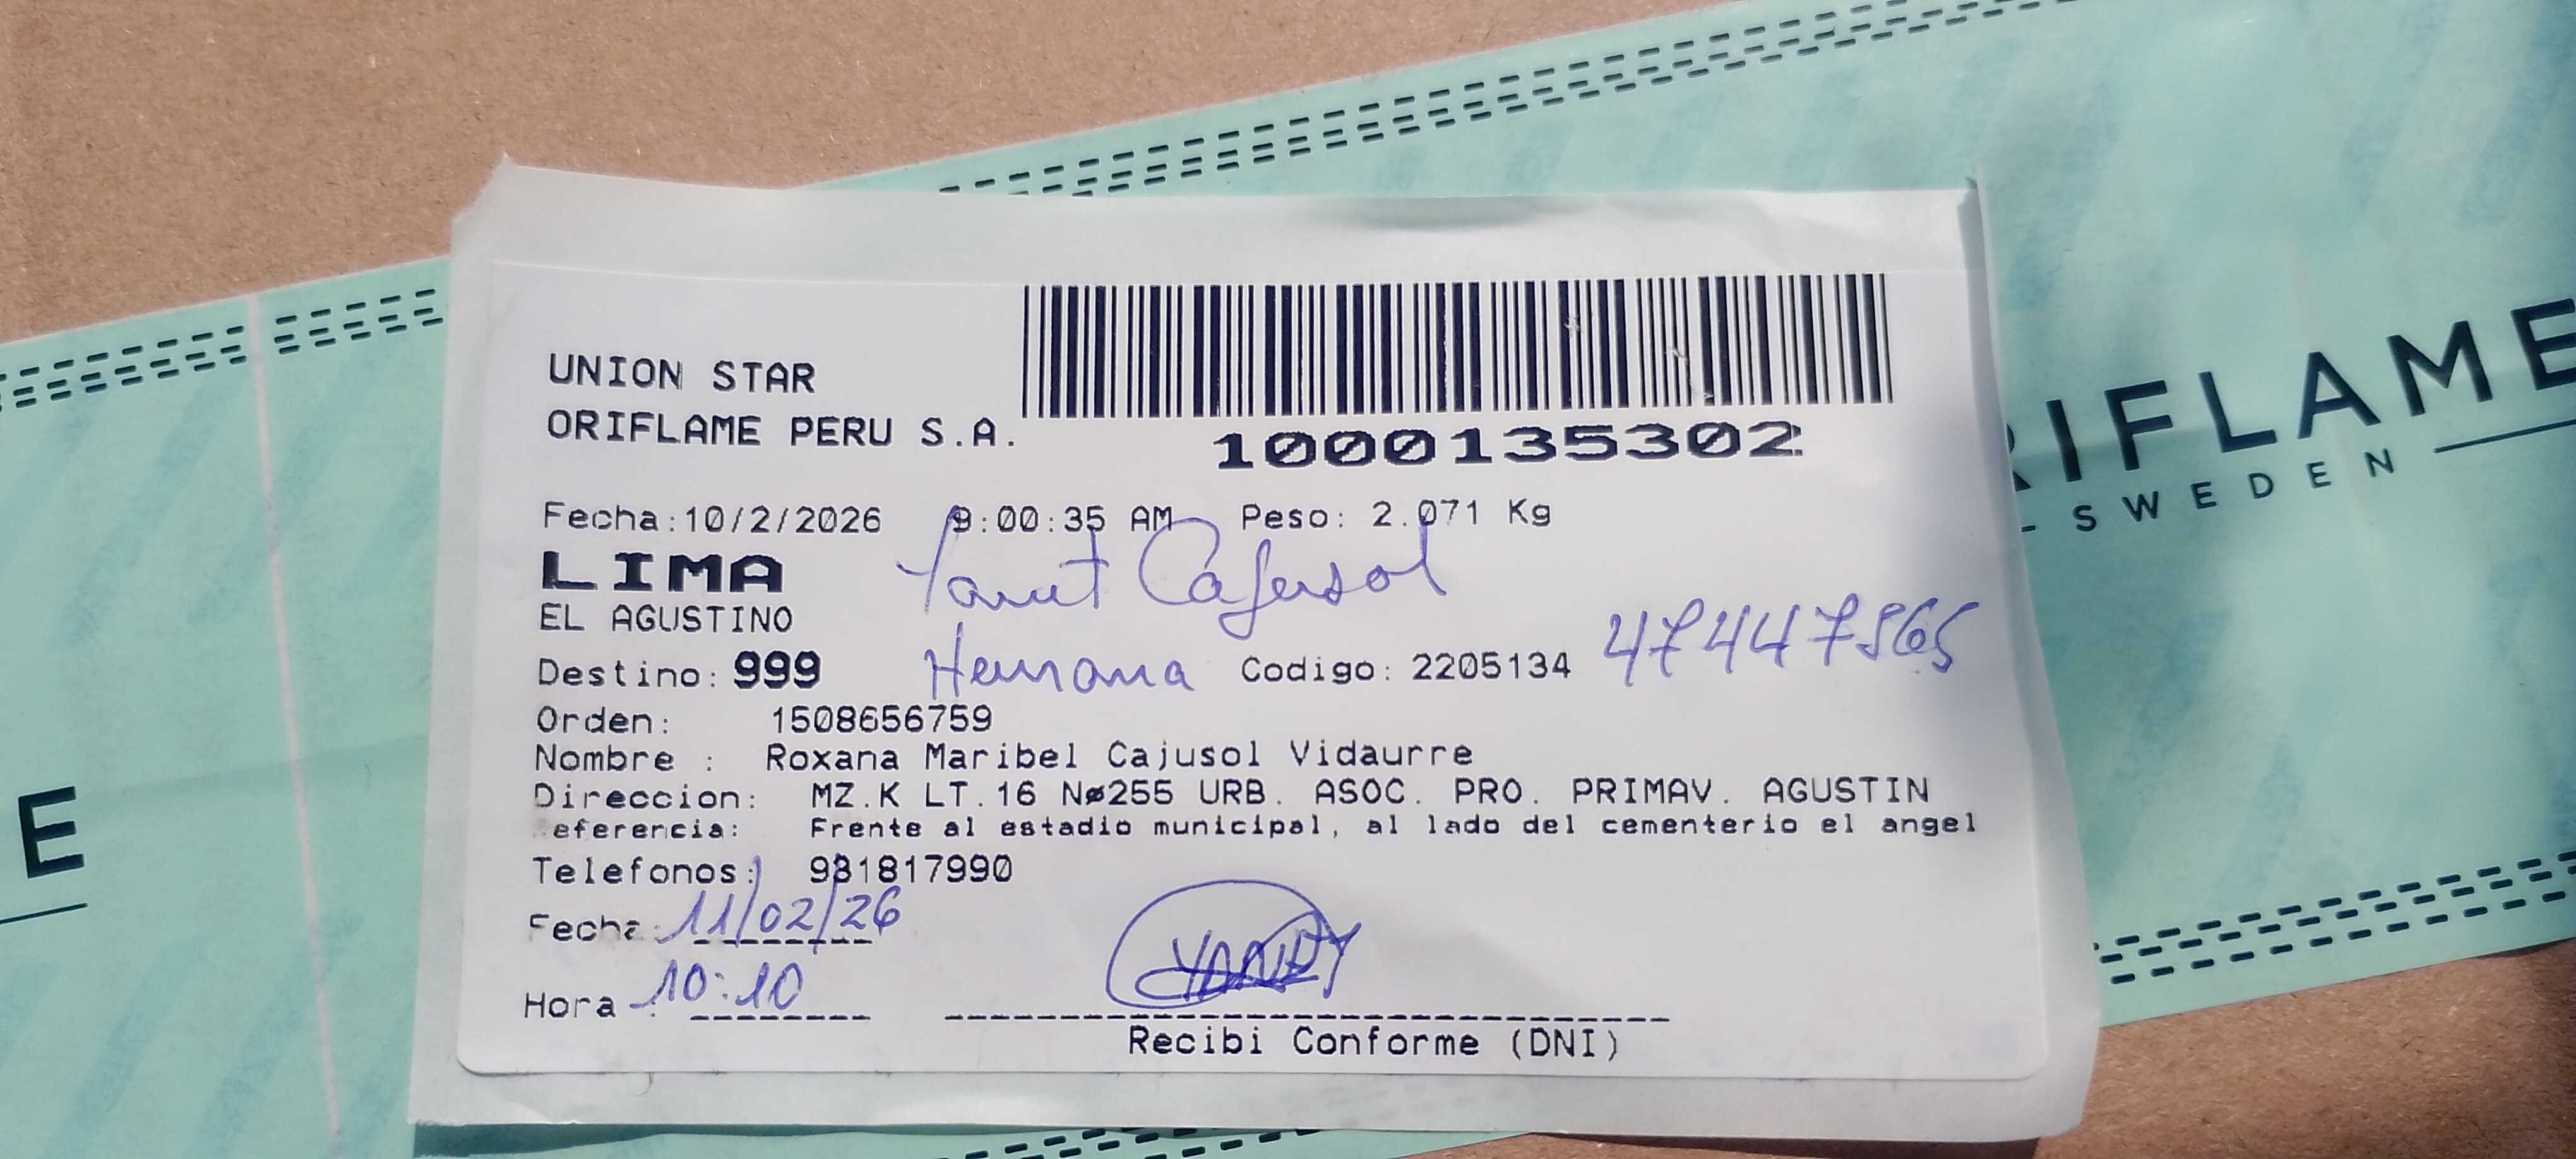 UNION STAR
ORIFLAME PERU S.A.
1000135302
Fecha:10/2/2026 9:00:35 AM Peso: 2.071 Kg
LIMA
Cajusol
EL AGUSTINO
Destino: 999 Hermana Codigo: 2205134
Orden: 1508656759
Nombre : Roxana Maribel Cajusol Vidaurre
Direccion: MZ.K LT.16 Nø255 URB. ASOC. PRO. PRIMAV. AGUSTIN
eferencia: Frente al estadio municipal, al lado del cementerio el angel
Telefonos: 981817990
Fecha: 11/02/26
Hora : 10:10
Recibi Conforme (DNI)
RIFLAME
SWEDEN
E